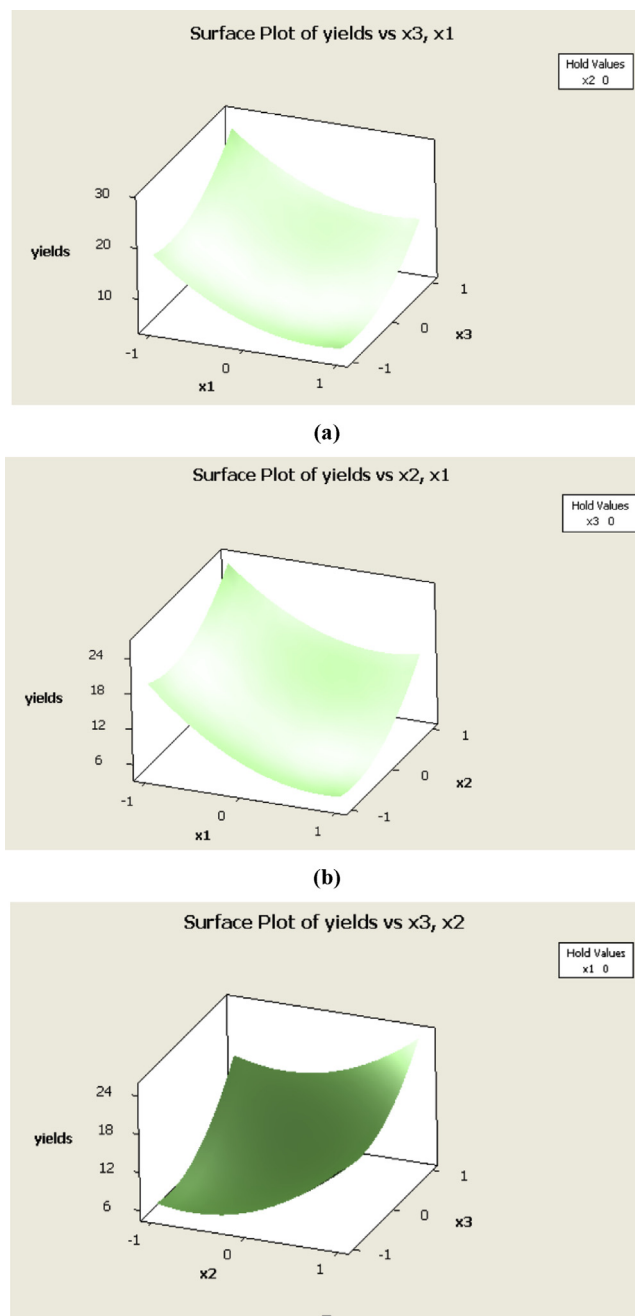 Surface Plot of yields vs x3, x1
Hold Values
x2 0
30
20
10
yields
-1
0
1
x1
-1
0
1
x3
(a)
Surface Plot of yields vs x2, x1
Hold Values
x3 0
24
18
12
6
yields
-1
0
1
x1
-1
0
1
x2
(b)
Surface Plot of yields vs x3, x2
Hold Values
x1 0
24
18
12
6
yields
-1
0
1
x2
-1
0
1
x3